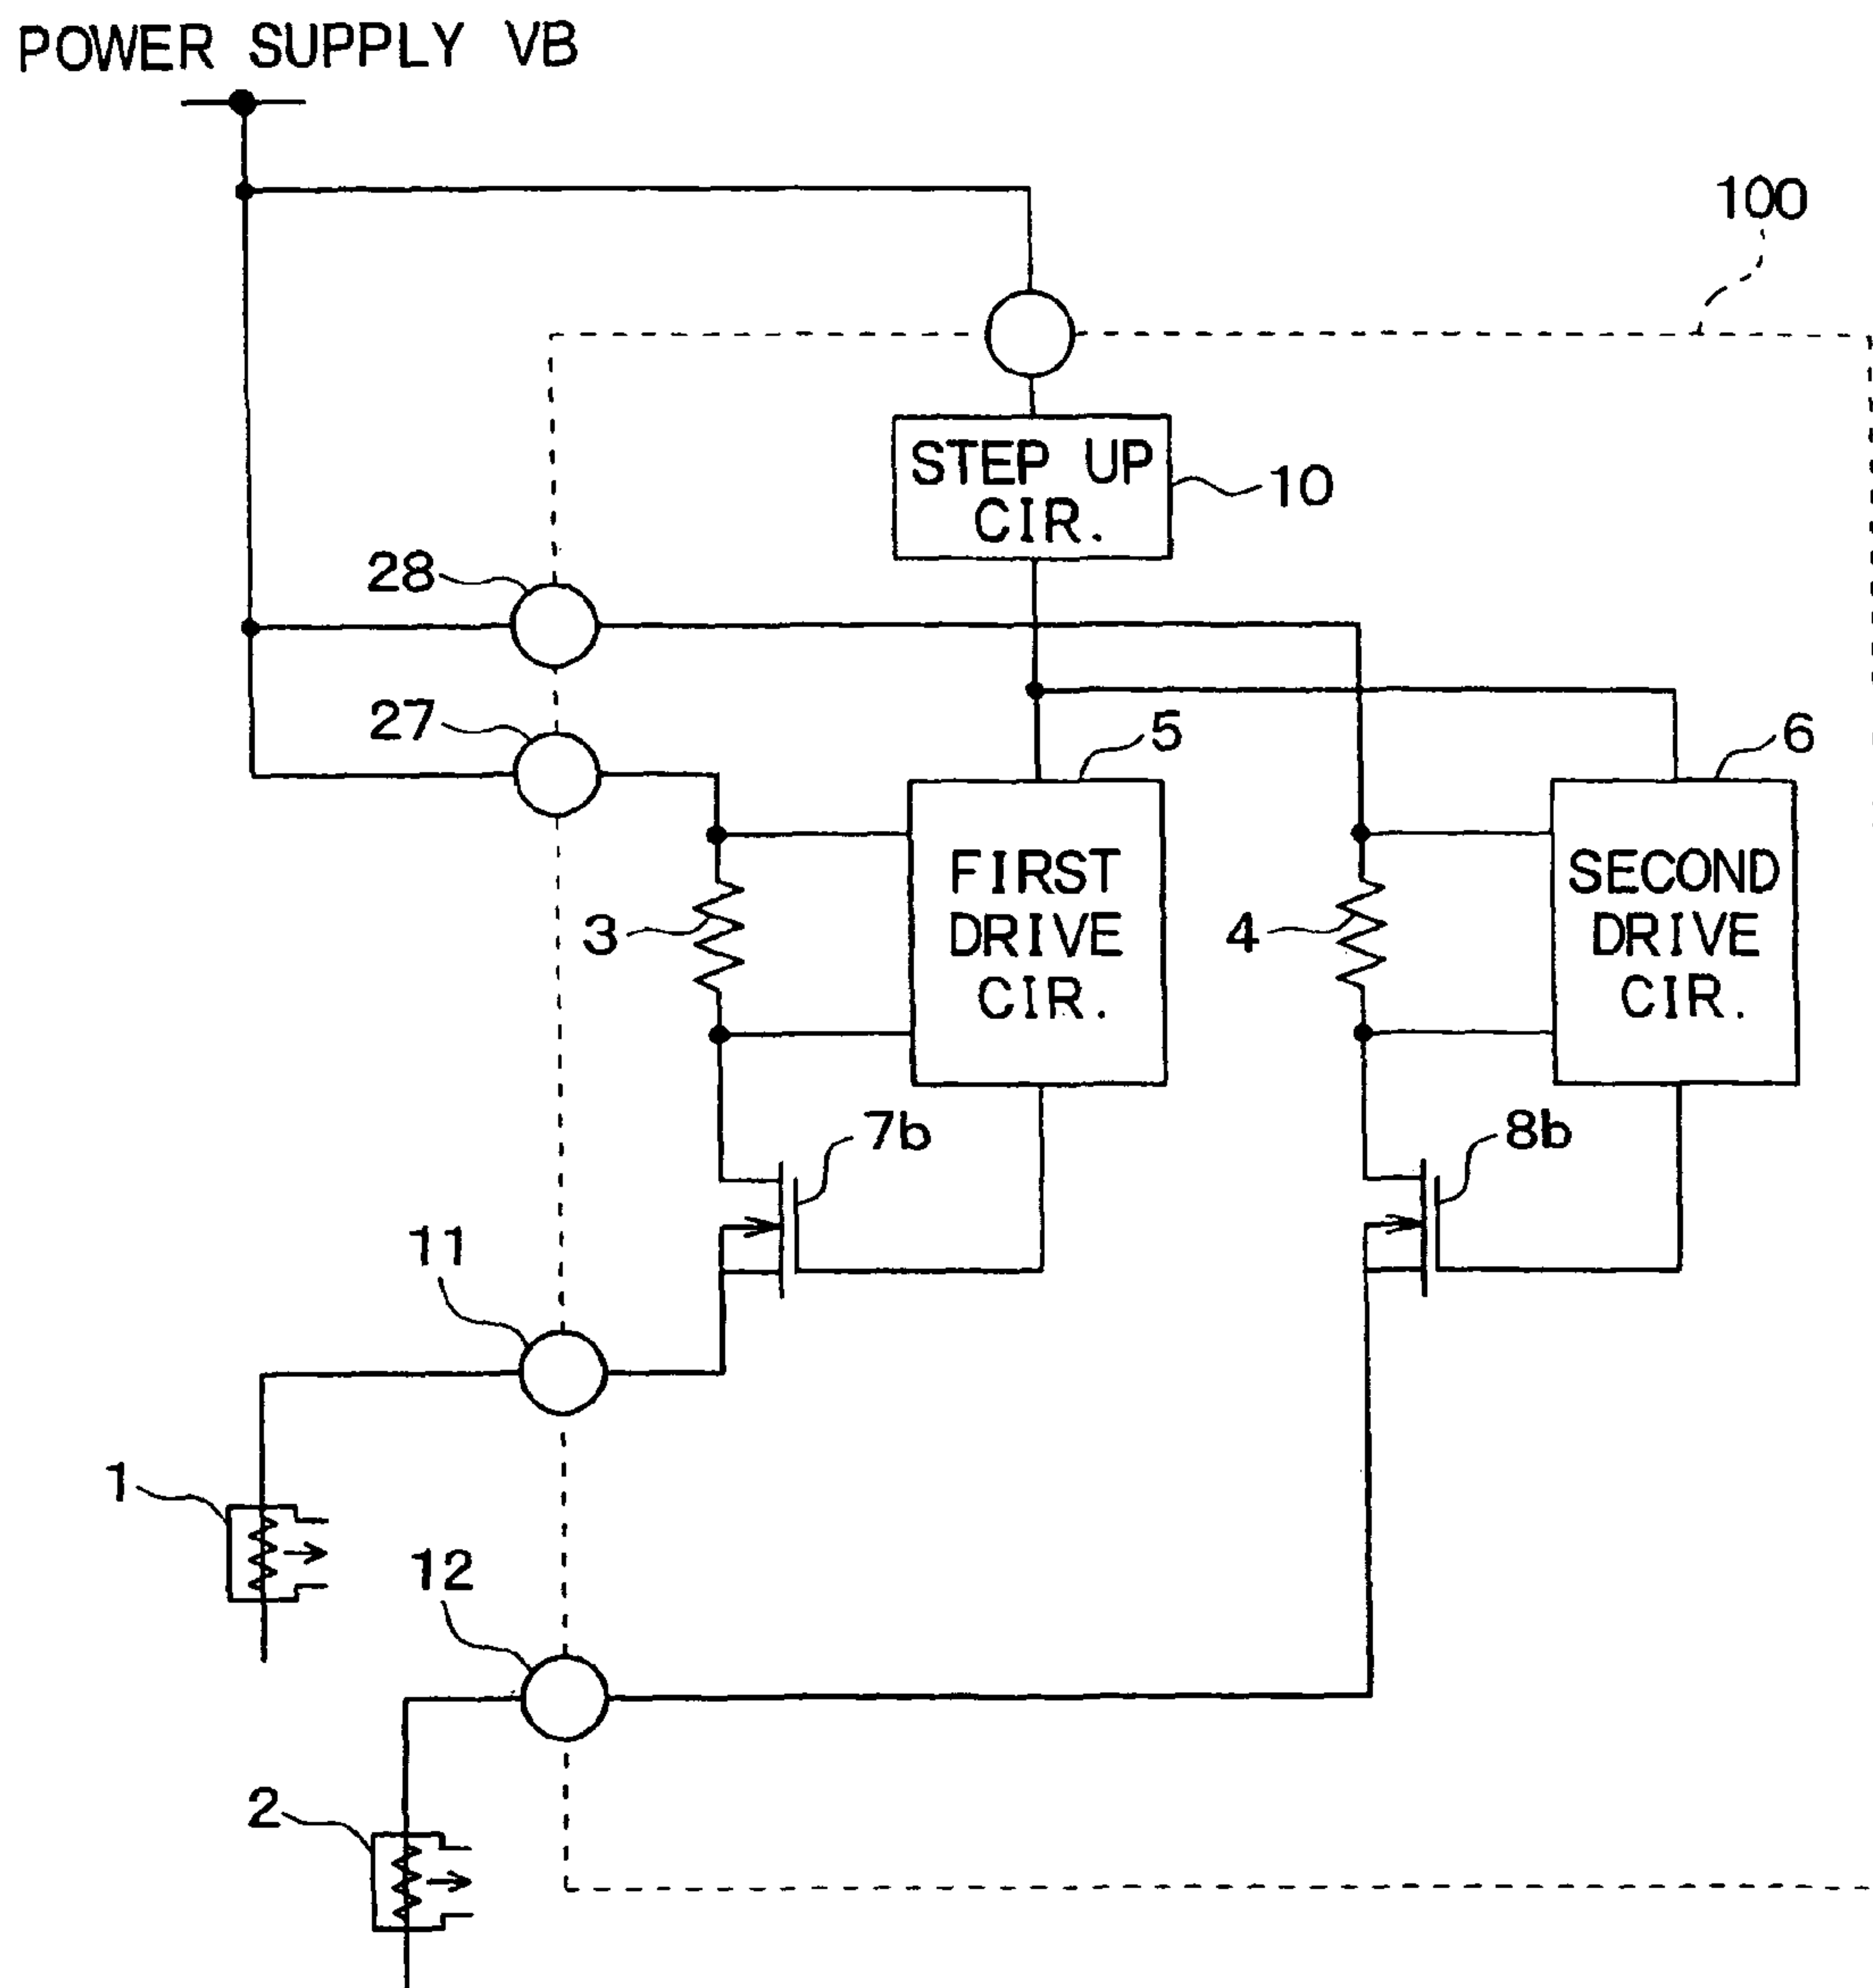 POWER SUPPLY VB
100
STEP UP
CIR.
10
28
27
5
6
FIRST
DRIVE
CIR.
3
SECOND
DRIVE
CIR.
4
7b
8b
11
1
12
2